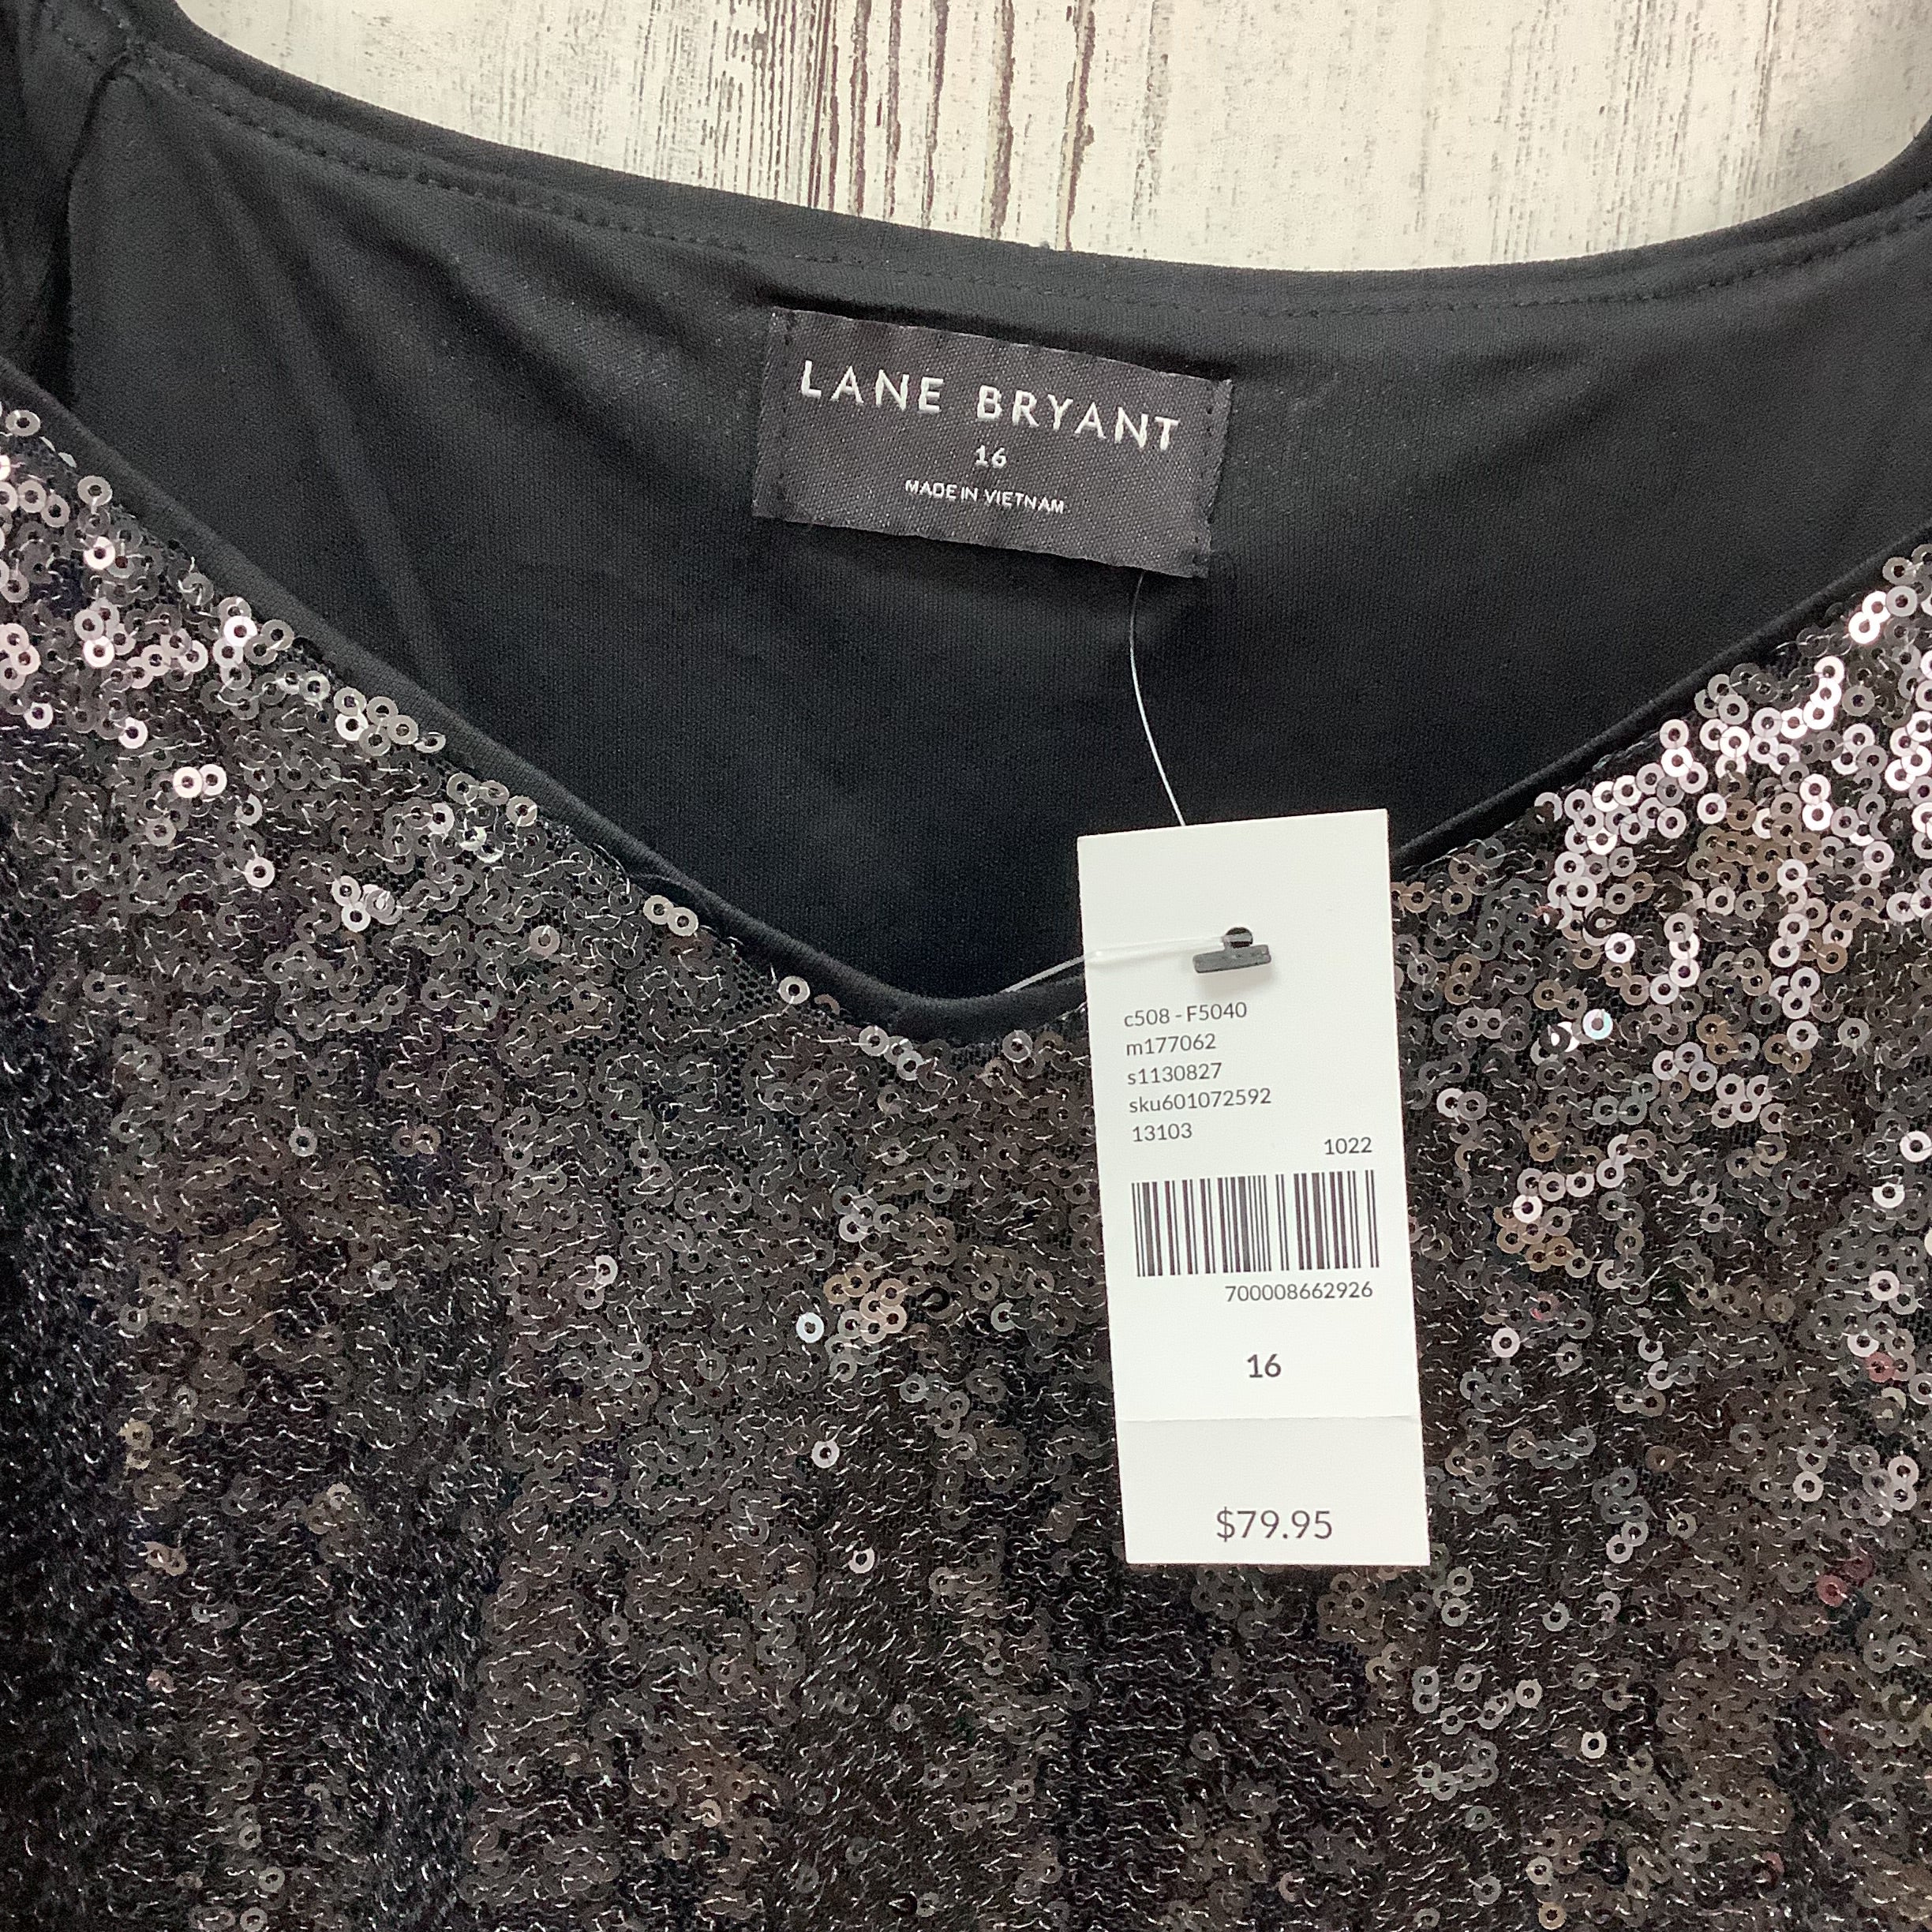 LANE BRYANT
16
MADE IN VIETNAM
c508 - F5040
m177062
s1130827
sku601072592
13103
1022
700008662926
16
$79.95